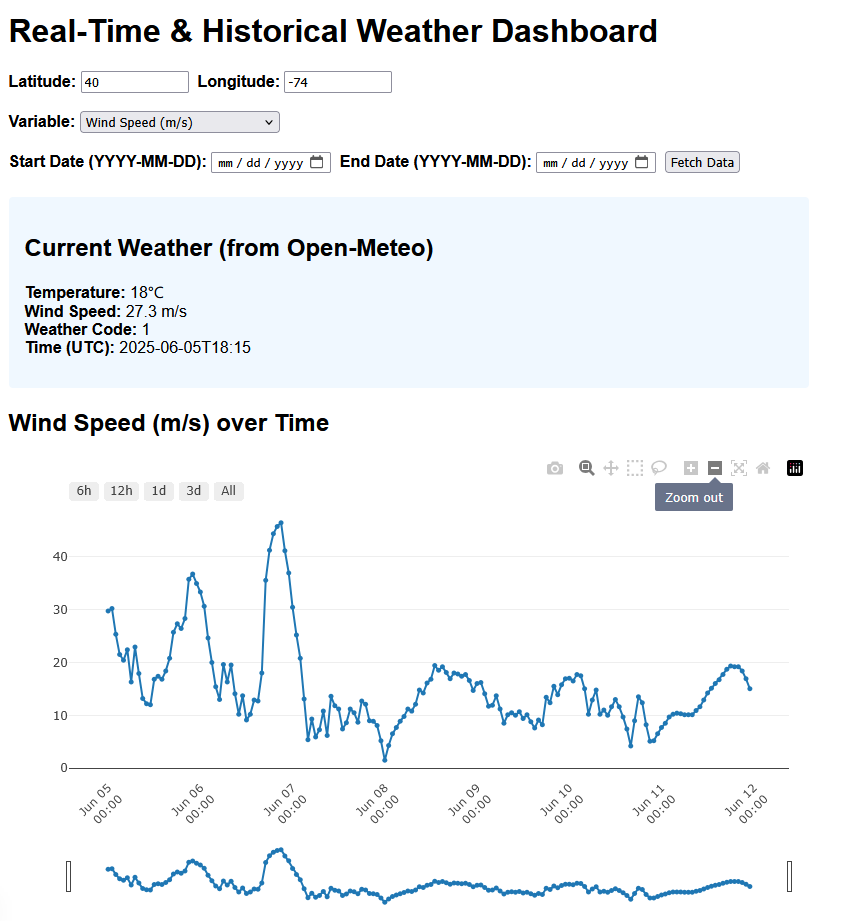 Real-Time & Historical Weather Dashboard
Latitude: 40 Longitude: -74
Variable: Wind Speed (m/s)
Start Date (YYYY-MM-DD): mm / dd / yyyy End Date (YYYY-MM-DD): mm / dd / yyyy Fetch Data
Current Weather (from Open-Meteo)
Temperature: 18°C
Wind Speed: 27.3 m/s
Weather Code: 1
Time (UTC): 2025-06-05T18:15
Wind Speed (m/s) over Time
6h 12h 1d 3d All
Zoom out
40
30
20
10
0
Jun 05 00:00
Jun 06 00:00
Jun 07 00:00
Jun 08 00:00
Jun 09 00:00
Jun 10 00:00
Jun 11 00:00
Jun 12 00:00